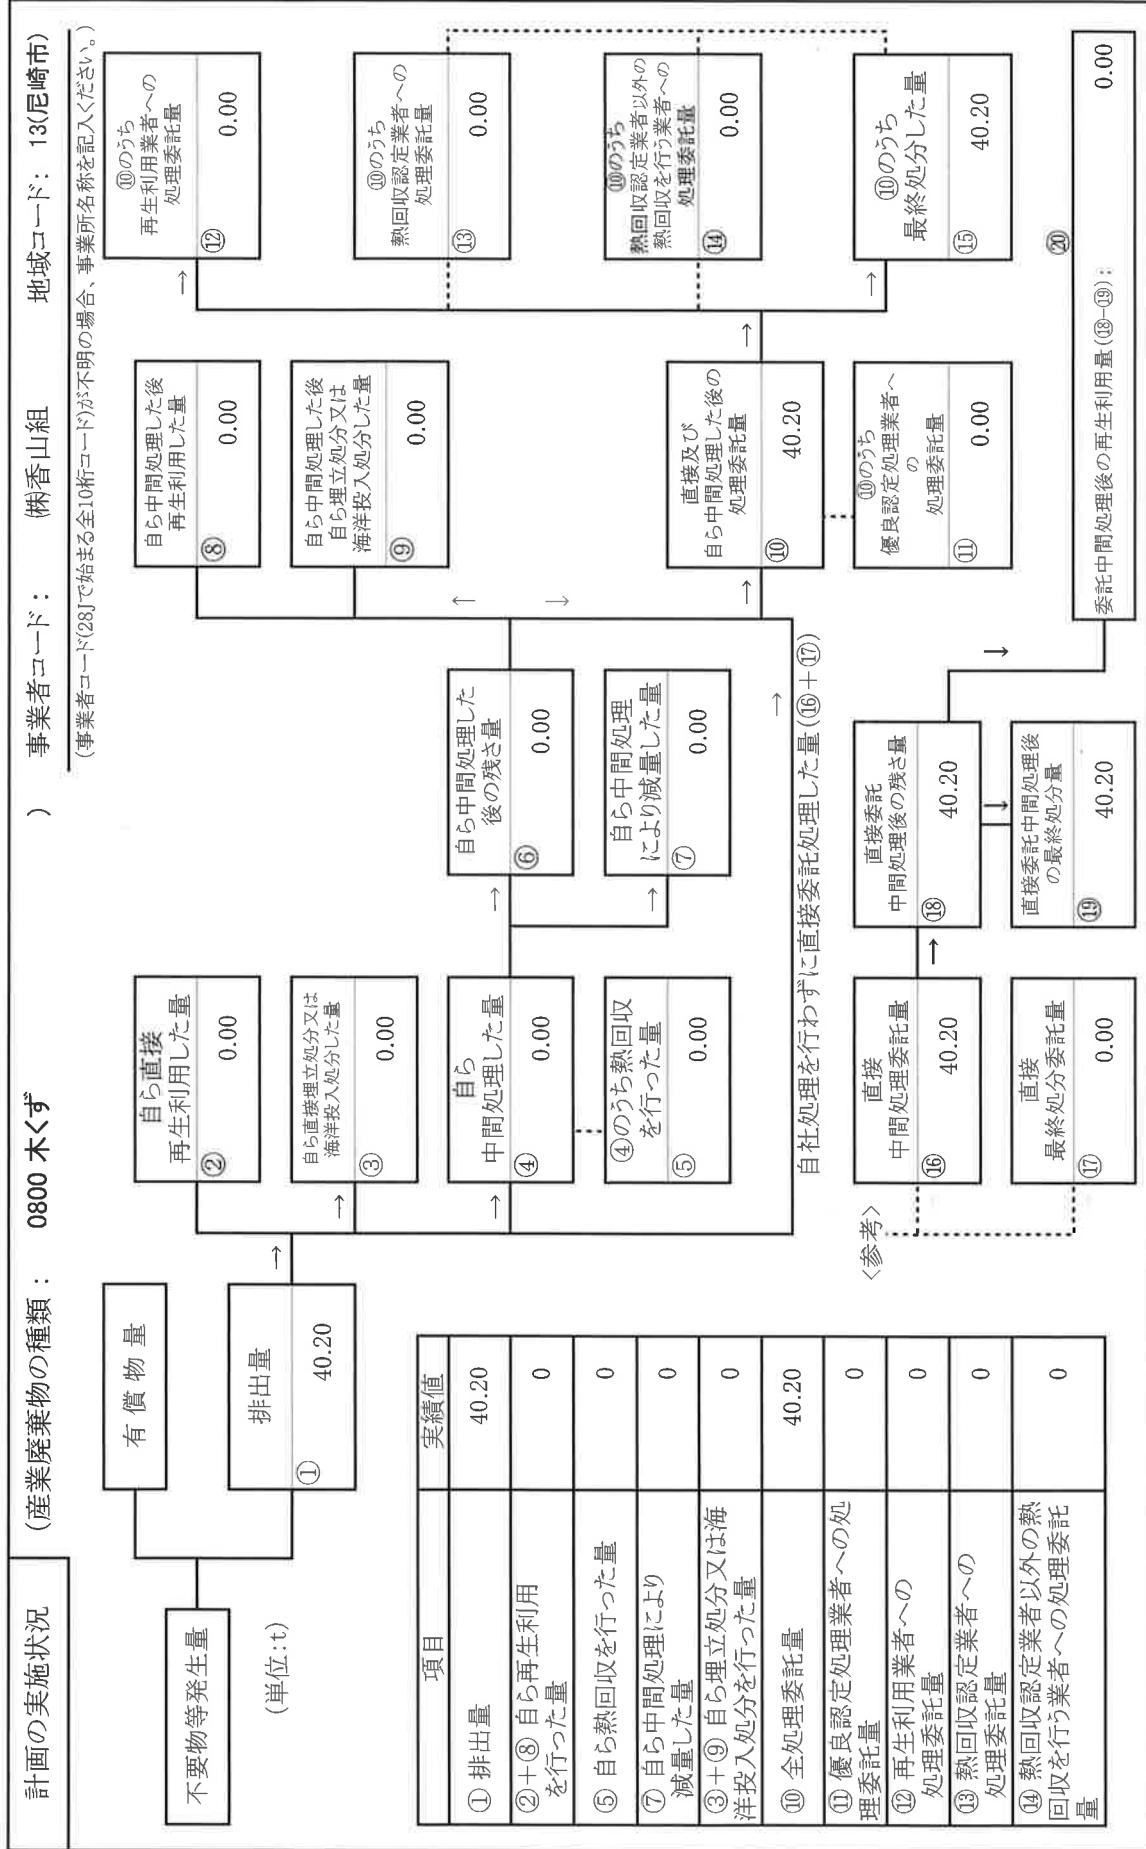 計画の実施状況
(産業廃棄物の種類： 0800 木くず )
事業者コード： ㈱香山組 地域コード： 13(尼崎市)
(事業者コード(28Jで始まる全10桁コード)が不明の場合、事業所名称を記入ください。)
不要物等発生量
(単位:t)
有償物量
排出量
① 40.20
自ら直接
再生利用した量
② 0.00
自ら直接埋立処分又は
海洋投入処分した量
③ 0.00
自ら
中間処理した量
④ 0.00
④のうち熱回収
を行った量
⑤ 0.00
自ら中間処理した
後の残さ量
⑥ 0.00
自ら中間処理
により減量した量
⑦ 0.00
自ら中間処理した後
再生利用した量
⑧ 0.00
自ら中間処理した後
自ら埋立処分又は
海洋投入処分した量
⑨ 0.00
直接及び
自ら中間処理した後の
処理委託量
⑩ 40.20
⑩のうち
優良認定処理業者へ
の
処理委託量
⑪ 0.00
⑩のうち
再生利用業者への
処理委託量
⑫ 0.00
⑩のうち
熱回収認定業者への
処理委託量
⑬ 0.00
⑩のうち
熱回収認定業者以外の
熱回収を行う業者への
処理委託量
⑭ 0.00
⑩のうち
最終処分した量
⑮ 40.20
自社処理を行わずに直接委託処理した量(⑯＋⑰)
<参考>
直接
中間処理委託量
⑯ 40.20
直接
最終処分委託量
⑰ 0.00
直接委託
中間処理後の残さ量
⑱ 40.20
直接委託中間処理後
の最終処分量
⑲ 40.20
⑳
委託中間処理後の再生利用量(⑱-⑲)： 0.00
項目 実績値
① 排出量 40.20
②＋⑧ 自ら再生利用
を行った量 0
⑤ 自ら熱回収を行った量 0
⑦ 自ら中間処理により
減量した量 0
③＋⑨ 自ら埋立処分又は海
洋投入処分を行った量 0
⑩ 全処理委託量 40.20
⑪ 優良認定処理業者への処
理委託量 0
⑫ 再生利用業者への
処理委託量 0
⑬ 熱回収認定業者への
処理委託量 0
⑭ 熱回収認定業者以外の熱
回収を行う業者への処理委託
量 0